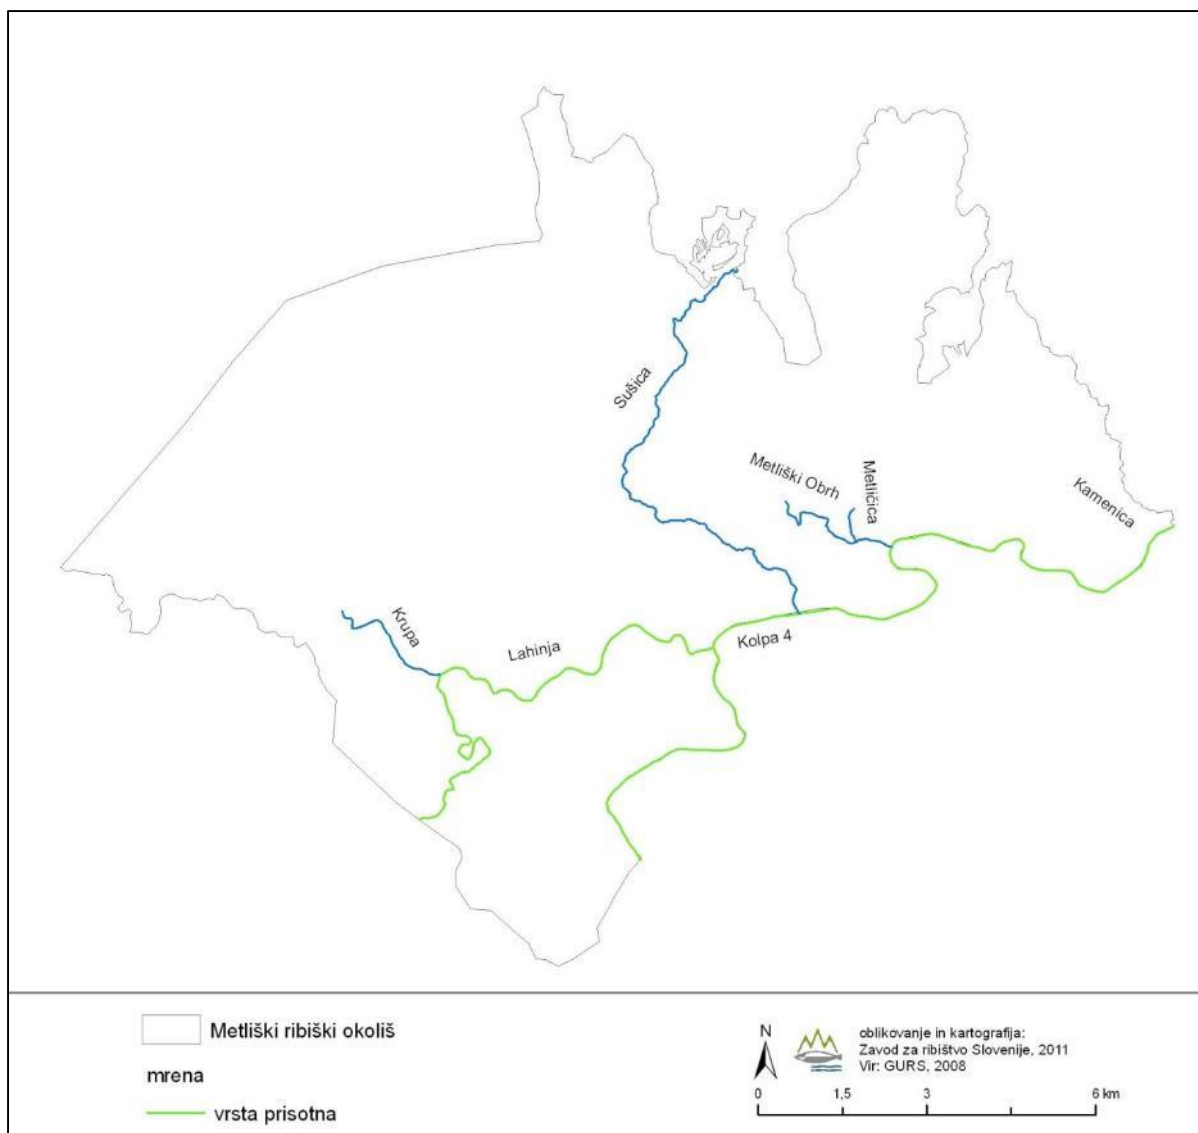 Sušica
Metliški Obrh
Metličica
Kamenica
Krupa
Lahinja
Kolpa 4
Metliški ribiški okoliš
mrena
vrsta prisotna
N
oblikovanje in kartografija:
Zavod za ribištvo Slovenije, 2011
Vir: GURS, 2008
0 1,5 3 6 km